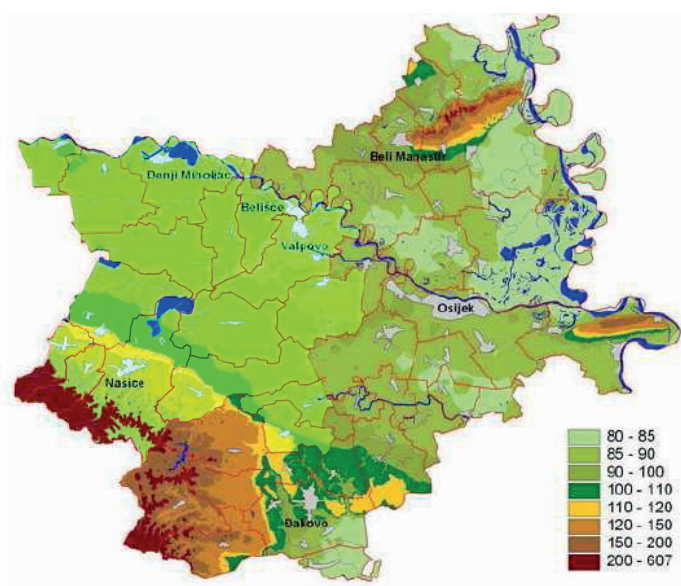 Beli Manastir
Donji Miholjac
Belišće
Valpovo
Osijek
Našice
Đakovo
80 - 85
85 - 90
90 - 100
100 - 110
110 - 120
120 - 150
150 - 200
200 - 607